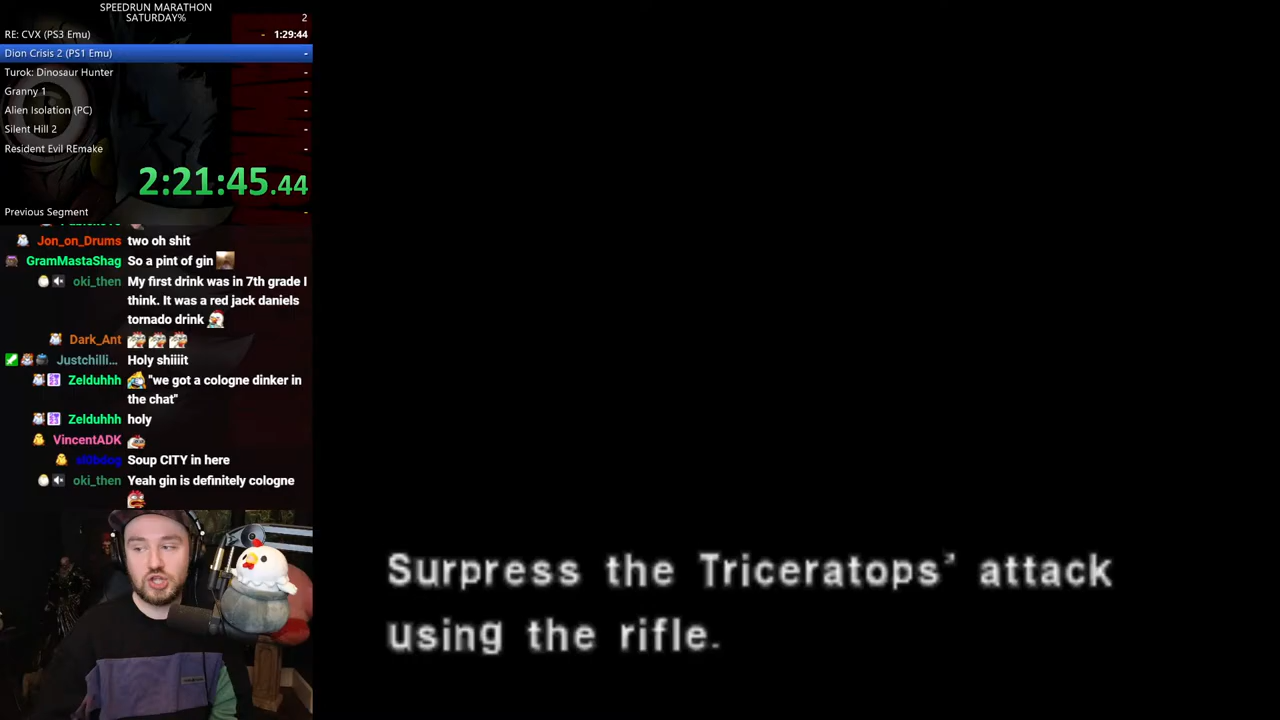 SPEEDRUN MARATHON
SATURDAY%
2
RE: CVX (PS3 Emu) - 1:29:44
Dion Crisis 2 (PS1 Emu) -
Turok: Dinosaur Hunter -
Granny 1 -
Alien Isolation (PC) -
Silent Hill 2 -
Resident Evil REmake -
2:21:45.44
Previous Segment -
Jon_on_Drums two oh shit
GramMastaShag So a pint of gin
oki_then My first drink was in 7th grade I
think. It was a red jack daniels
tornado drink
Dark_Ant
Justchilli... Holy shiiiit
Zelduhhh "we got a cologne dinker in
the chat"
Zelduhhh holy
VincentADK
Soup CITY in here
oki_then Yeah gin is definitely cologne
Surpress the Triceratops' attack
using the rifle.